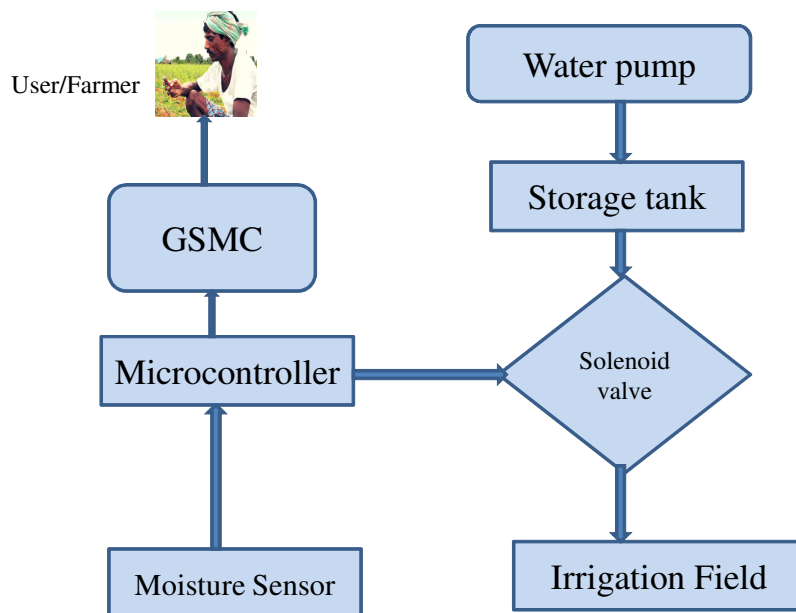 User/Farmer
Water pump
Storage tank
GSMC
Microcontroller
Solenoid
valve
Moisture Sensor
Irrigation Field